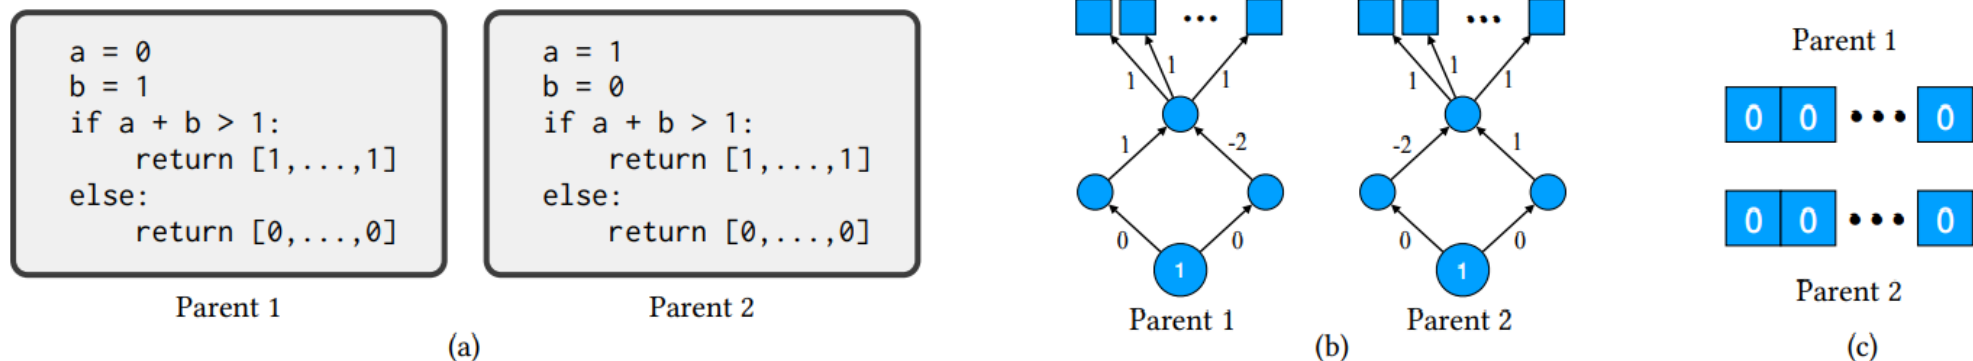 a = 0
b = 1
if a + b > 1:
    return [1,...,1]
else:
    return [0,...,0]
Parent 1
a = 1
b = 0
if a + b > 1:
    return [1,...,1]
else:
    return [0,...,0]
Parent 2
(a)
...
1 1 1
1 -2
0 0
1
Parent 1
...
1 1 1
-2 1
0 0
1
Parent 2
(b)
Parent 1
0 0 ... 0
0 0 ... 0
Parent 2
(c)